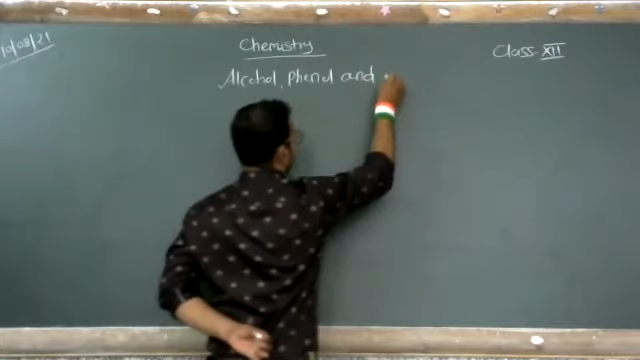 10/08/21
Chemistry
Class-XII
Alcohol, phenol and